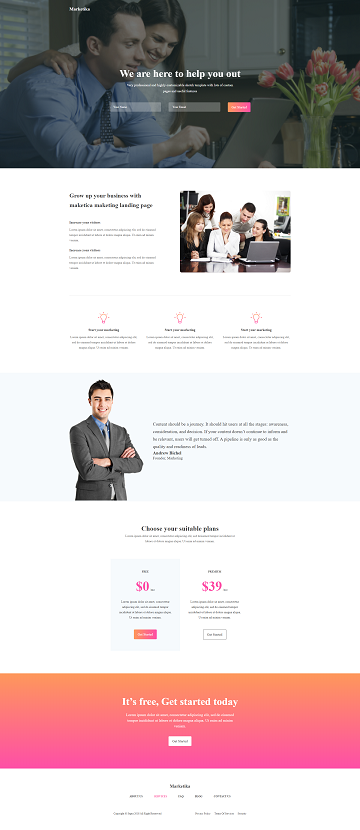 Marketika
We are here to help you out
Very professional and highly customizable sketch template with lots of custom
pages and useful features
Your Name
Your Email
Get Started
Grow up your business with
maketica maketing landing page
Increase your visitors
Lorem ipsum dolor sit amet, consectetur adipiscing elit, sed do eiusmod
tempor incididunt ut labore et dolore magna aliqua. Ut enim ad minim
veniam
Increase your visitors
Lorem ipsum dolor sit amet, consectetur adipiscing elit, sed do eiusmod
tempor incididunt ut labore et dolore magna aliqua. Ut enim ad minim
veniam
Start your marketing
Lorem ipsum dolor sit amet, consectetur adipiscing elit,
sed do eiusmod tempor incididunt ut labore et dolore
magna aliqua. Ut enim ad minim veniam
Start your marketing
Lorem ipsum dolor sit amet, consectetur adipiscing elit,
sed do eiusmod tempor incididunt ut labore et dolore
magna aliqua. Ut enim ad minim veniam
Start your marketing
Lorem ipsum dolor sit amet, consectetur adipiscing elit,
sed do eiusmod tempor incididunt ut labore et dolore
magna aliqua. Ut enim ad minim veniam
Content should be a journey. It should hit users at all the stages: awareness,
consideration, and decision. If your content doesn't continue to inform and
be relevant, users will get turned off. A pipeline is only as good as the
quality and readiness of leads.
Andrew Bichel
Founder, Marketing
Choose your suitable plans
Lorem ipsum dolor sit amet, consectetur adipiscing elit, sed do eiusmod tempor incididunt ut labore et dolore
labore et dolore magna aliqua. Ut enim ad minim veniam
FREE
$0
Lorem ipsum dolor sit amet, consectetur
adipiscing elit, sed do eiusmod tempor
incididunt ut labore et dolore magna aliqua.
Ut enim ad minim veniam
Get Started
PREMIUM
$39
Lorem ipsum dolor sit amet, consectetur
adipiscing elit, sed do eiusmod tempor
incididunt ut labore et dolore magna aliqua.
Ut enim ad minim veniam
Get Started
It's free, Get started today
Lorem ipsum dolor sit amet, consectetur adipiscing elit, sed do
eiusmod tempor incididunt ut labore et dolore magna aliqua. Ut enim ad minim
veniam
Get Started
Marketika
ABOUT US
FAQ
BLOG
CONTACT US
Privacy Policy
Terms Of Services